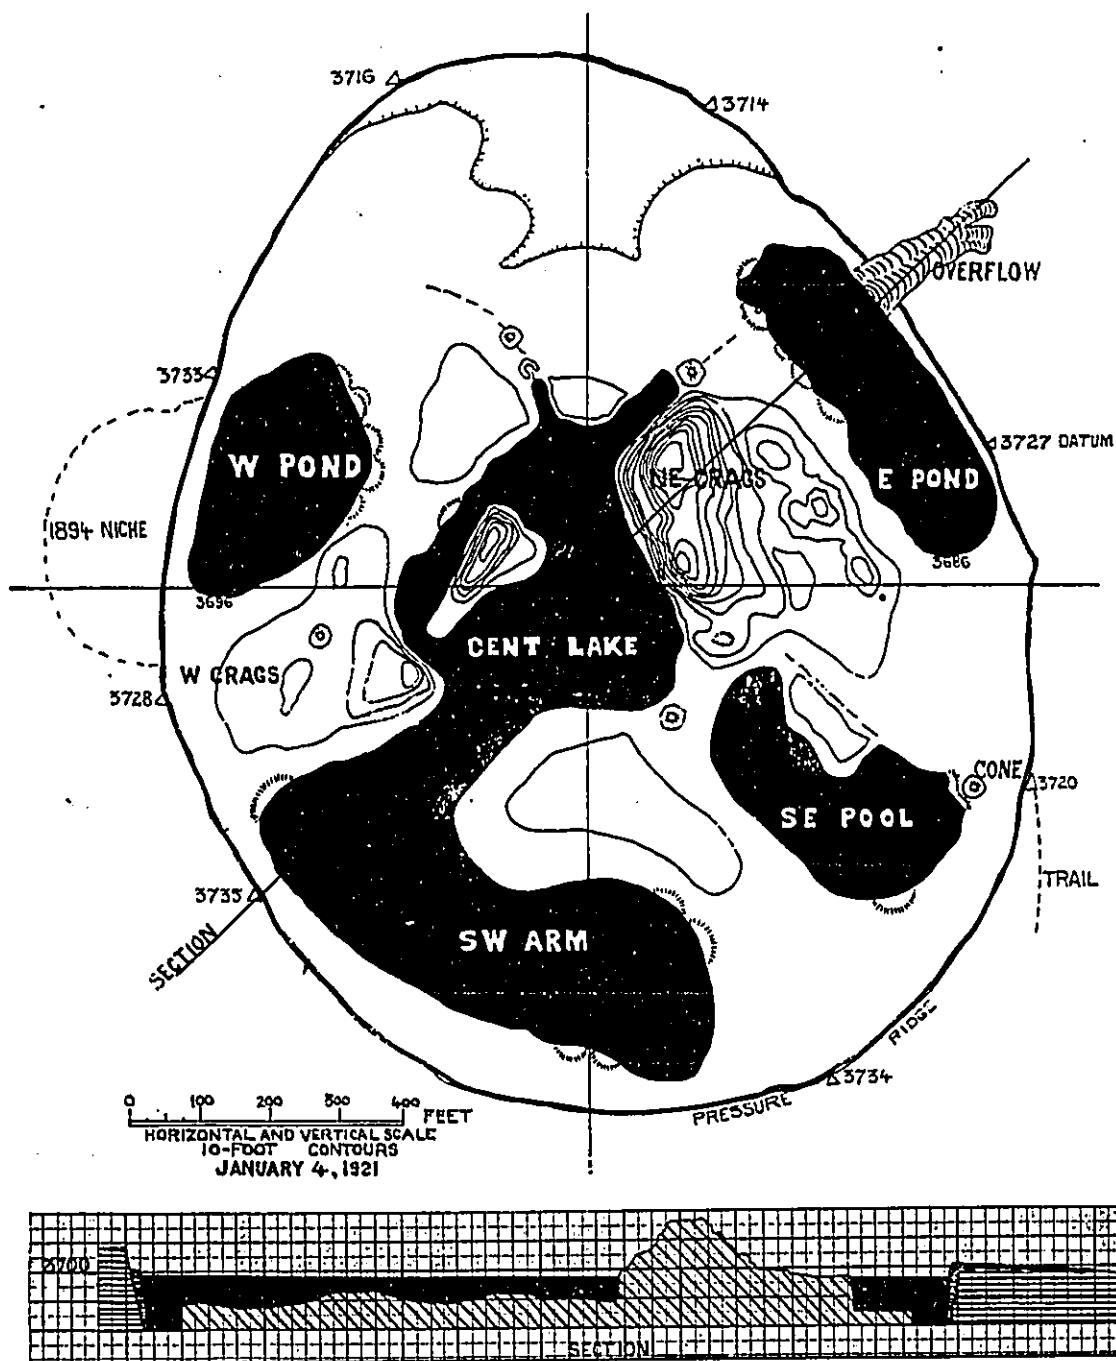 3716
3714
OVERFLOW
3733
3727 DATUM
W POND
NE CRAGS
E POND
1894 NICHE
3686
3696
CENT LAKE
W CRAGS
3728
CONE
3720
SE POOL
TRAIL
3735
SW ARM
SECTION
RIDGE
3734
PRESSURE
0 100 200 300 400 FEET
HORIZONTAL AND VERTICAL SCALE
10-FOOT CONTOURS
JANUARY 4, 1921
3700
SECTION